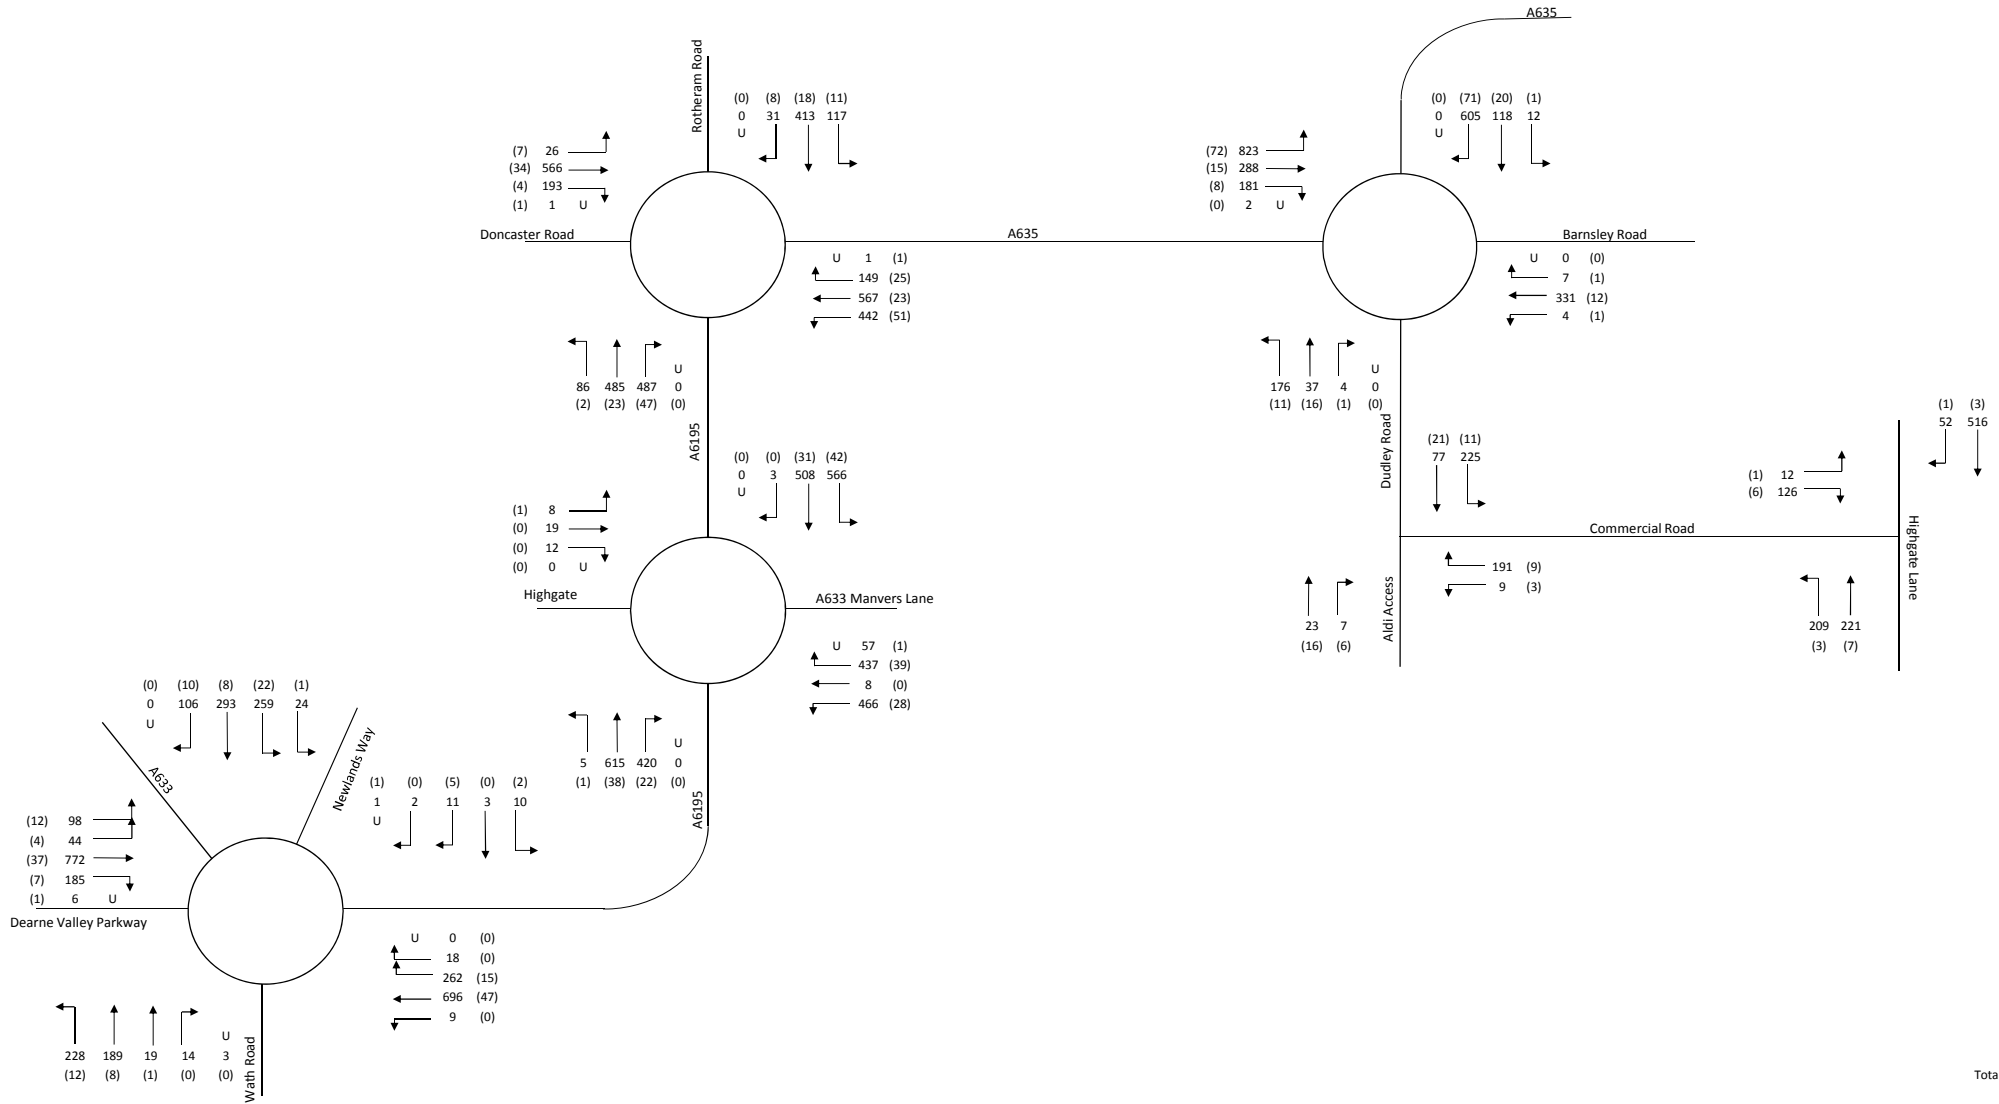 A635
Rotheram Road
(0) (8) (18) (11)
0 31 413 117
U
(7) 26
(34) 566
(4) 193
(1) 1 U
Doncaster Road
A635
U 1 (1)
149 (25)
567 (23)
442 (51)
U
86 485 487 0
(2) (23) (47) (0)
A6195
(0) (71) (20) (1)
0 605 118 12
U
(72) 823
(15) 288
(8) 181
(0) 2 U
Barnsley Road
U 0 (0)
7 (1)
331 (12)
4 (1)
U
176 37 4 0
(11) (16) (1) (0)
Dudley Road
(21) (11)
77 225
(1) (3)
52 516
(1) 12
(6) 126
Commercial Road
Highgate Lane
191 (9)
9 (3)
Aldi Access
23 7
(16) (6)
209 221
(3) (7)
(0) (0) (31) (42)
0 3 508 566
U
(1) 8
(0) 19
(0) 12
(0) 0 U
Highgate
A633 Manvers Lane
U 57 (1)
437 (39)
8 (0)
466 (28)
U
5 615 420 0
(1) (38) (22) (0)
A6195
(0) (10) (8) (22) (1)
0 106 293 259 24
U
A633
Newlands Way
(1) (0) (5) (0) (2)
1 2 11 3 10
U
(12) 98
(4) 44
(37) 772
(7) 185
(1) 6 U
Dearne Valley Parkway
U 0 (0)
18 (0)
262 (15)
696 (47)
9 (0)
U
228 189 19 14 3
(12) (8) (1) (0) (0)
Wath Road
Tota